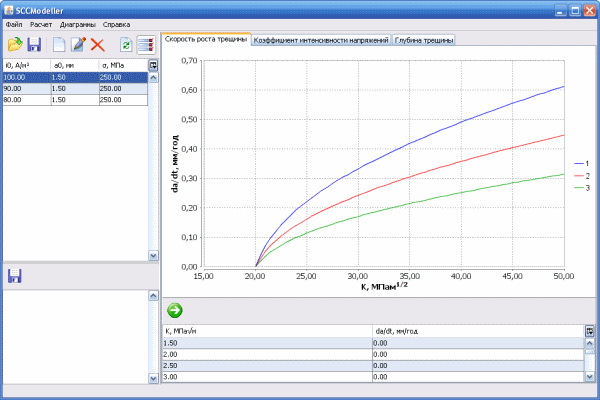 SCCModeller
Файл Расчет Диаграммы Справка
i0, А/м² a0, мм σ, МПа
100.00 1.50 250.00
90.00 1.50 250.00
80.00 1.50 250.00
Скорость роста трещины Коэффициент интенсивности напряжений Глубина трещины
da/dt, мм/год
0,70
0,60
0,50
0,40
0,30
0,20
0,10
0,00
15,00 20,00 25,00 30,00 35,00 40,00 45,00 50,00
K, МПам¹/²
1
2
3
K, МПа√м da/dt, мм/год
1.50 0.00
2.00 0.00
2.50 0.00
3.00 0.00